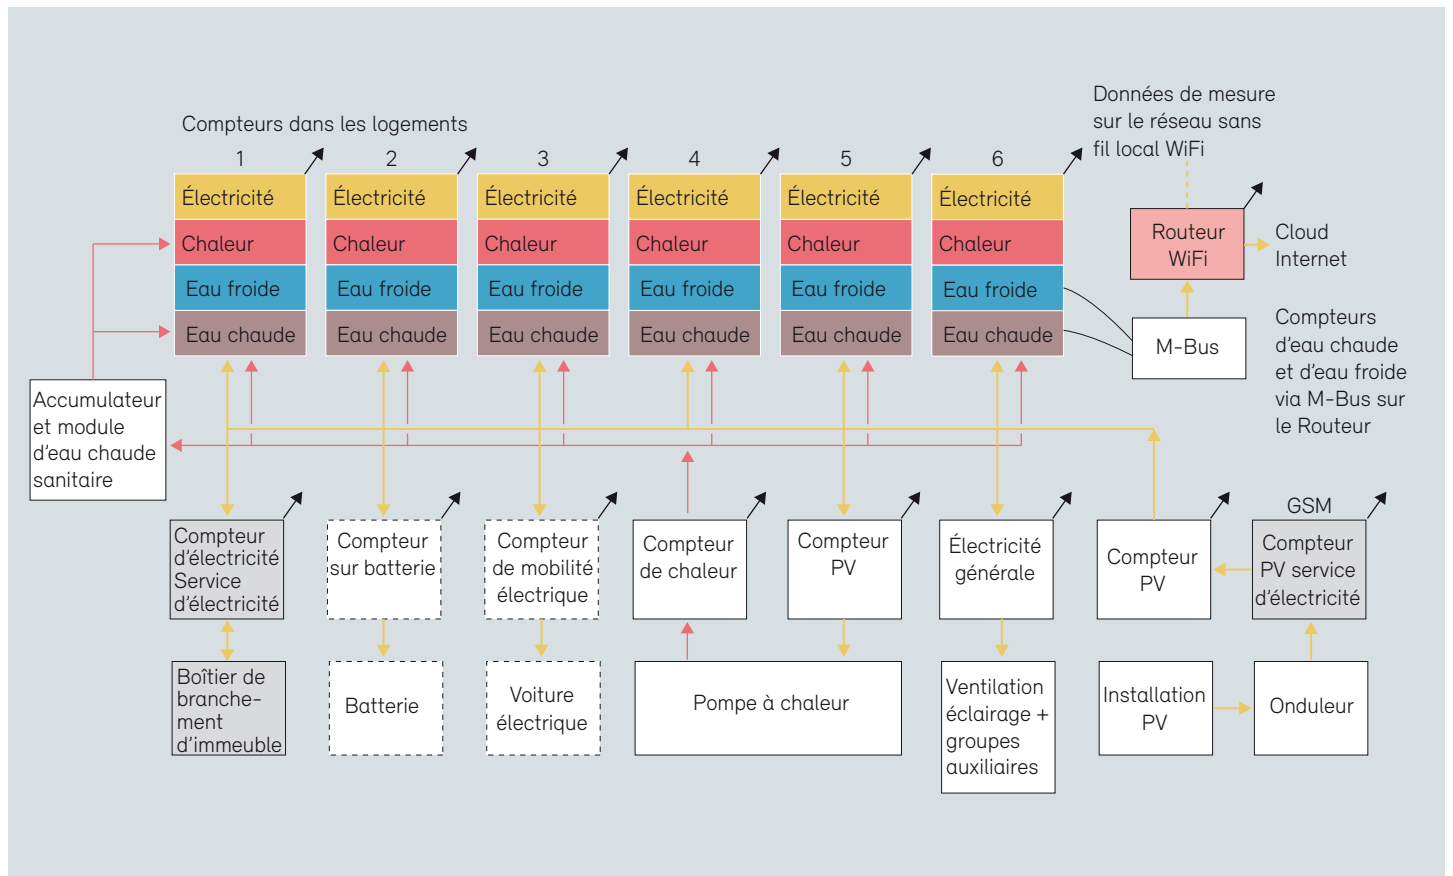 Compteurs dans les logements
1
2
3
4
5
6
Électricité
Chaleur
Eau froide
Eau chaude
Électricité
Chaleur
Eau froide
Eau chaude
Électricité
Chaleur
Eau froide
Eau chaude
Électricité
Chaleur
Eau froide
Eau chaude
Électricité
Chaleur
Eau froide
Eau chaude
Électricité
Chaleur
Eau froide
Eau chaude
Données de mesure
sur le réseau sans
fil local WiFi
Routeur
WiFi
Cloud
Internet
M-Bus
Compteurs
d'eau chaude
et d'eau froide
via M-Bus sur
le Routeur
Accumulateur
et module
d'eau chaude
sanitaire
Compteur
d'électricité
Service
d'électricité
Compteur
sur batterie
Compteur
de mobilité
électrique
Compteur
de chaleur
Compteur
PV
Électricité
générale
Compteur
PV
GSM
Compteur
PV service
d'électricité
Boîtier de
branche-
ment
d'immeuble
Batterie
Voiture
électrique
Pompe à chaleur
Ventilation
éclairage +
groupes
auxiliaires
Installation
PV
Onduleur